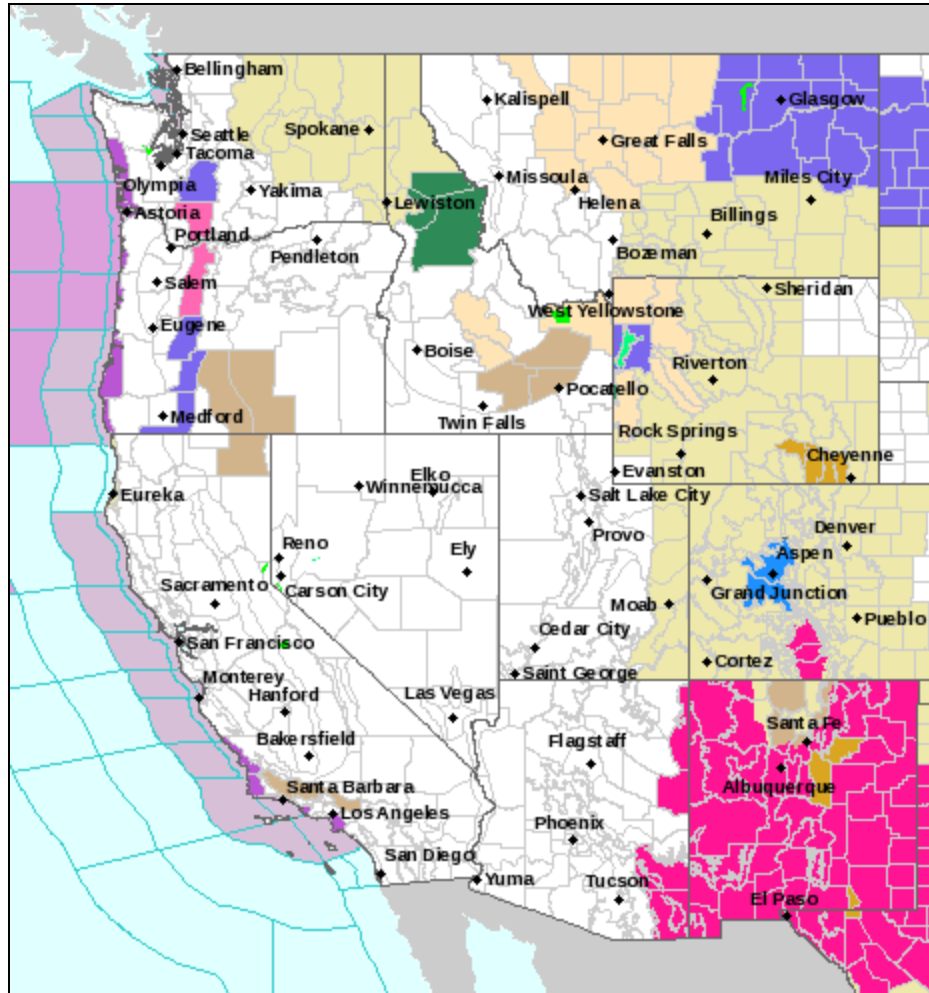 Bellingham
Kalispell
Glasgow
Spokane
Seattle
Great Falls
Tacoma
Missoula
Miles City
Olympia
Yakima
Lewiston
Helena
Astoria
Billings
Portland
Pendleton
Bozeman
Salem
Sheridan
West Yellowstone
Eugene
Boise
Riverton
Pocatello
Medford
Twin Falls
Rock Springs
Cheyenne
Elko
Evanston
Winnemucca
Eureka
Salt Lake City
Denver
Provo
Reno
Ely
Aspen
Sacramento
Carson City
Grand Junction
Moab
Pueblo
Cedar City
San Francisco
Cortez
Saint George
Monterey
Hanford
Las Vegas
Santa Fe
Bakersfield
Flagstaff
Santa Barbara
Albuquerque
Los Angeles
Phoenix
San Diego
Yuma
Tucson
El Paso